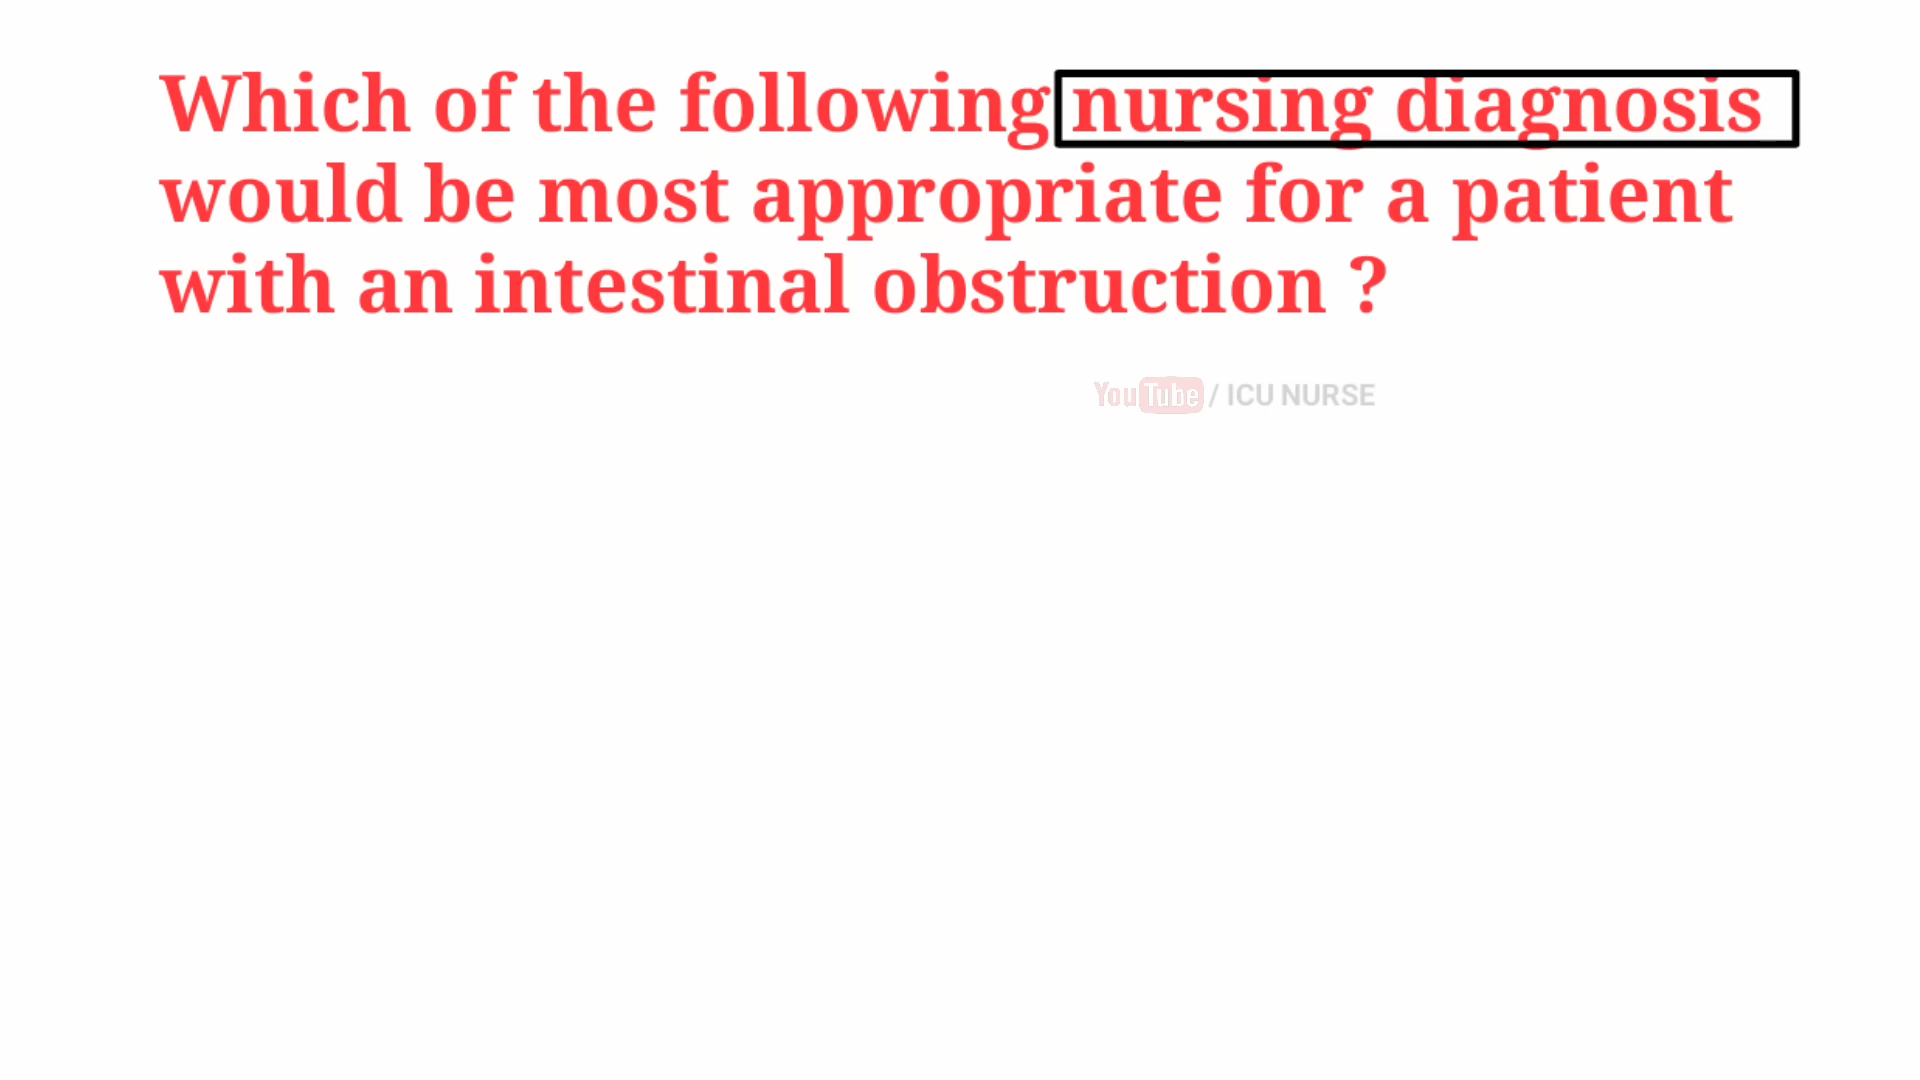 Which of the following nursing diagnosis
would be most appropriate for a patient
with an intestinal obstruction ?
YouTube / ICU NURSE